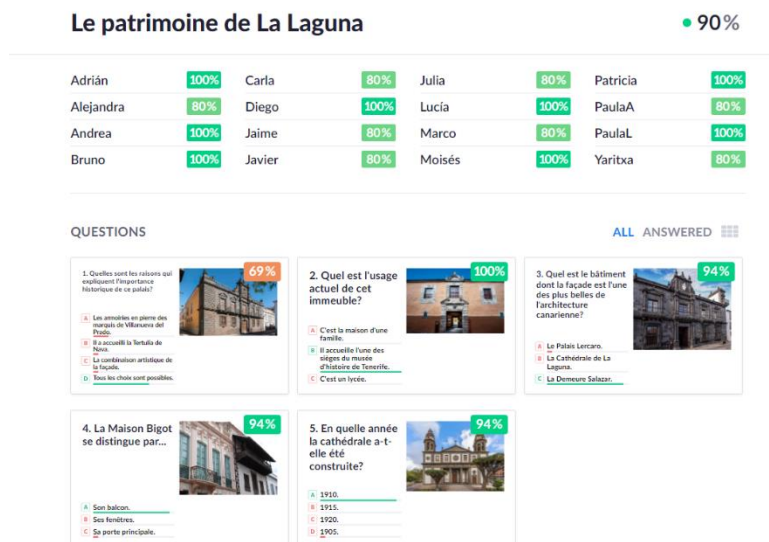 Le patrimoine de La Laguna
90%
Adrián 100% Carla 80% Julia 80% Patricia 100%
Alejandra 80% Diego 100% Lucía 100% PaulaA 80%
Andrea 100% Jaime 80% Marco 80% PaulaL 100%
Bruno 100% Javier 80% Moisés 100% Yaritxa 80%
QUESTIONS
ALL ANSWERED
1. Quelles sont les raisons qui
expliquent l'importance
historique de ce palais?
69%
A Les armoiries en pierre des
marquis de Villanueva del
Prado.
B Il a accueilli la Tertulia de
Nava.
C La combinaison artistique de
la façade.
D Tous les choix sont possibles.
2. Quel est l'usage
actuel de cet
immeuble?
100%
A C'est la maison d'une
famille.
B Il accueille l'une des
sièges du musée
d'histoire de Tenerife.
C C'est un lycée.
3. Quel est le bâtiment
dont la façade est l'une
des plus belles de
l'architecture
canarienne?
94%
A Le Palais Lercaro.
B La Cathédrale de La
Laguna.
C La Demeure Salazar.
4. La Maison Bigot
se distingue par...
94%
A Son balcon.
B Ses fenêtres.
C Sa porte principale.
5. En quelle année
la cathédrale a-t-
elle été
construite?
94%
A 1910.
B 1915.
C 1920.
D 1905.